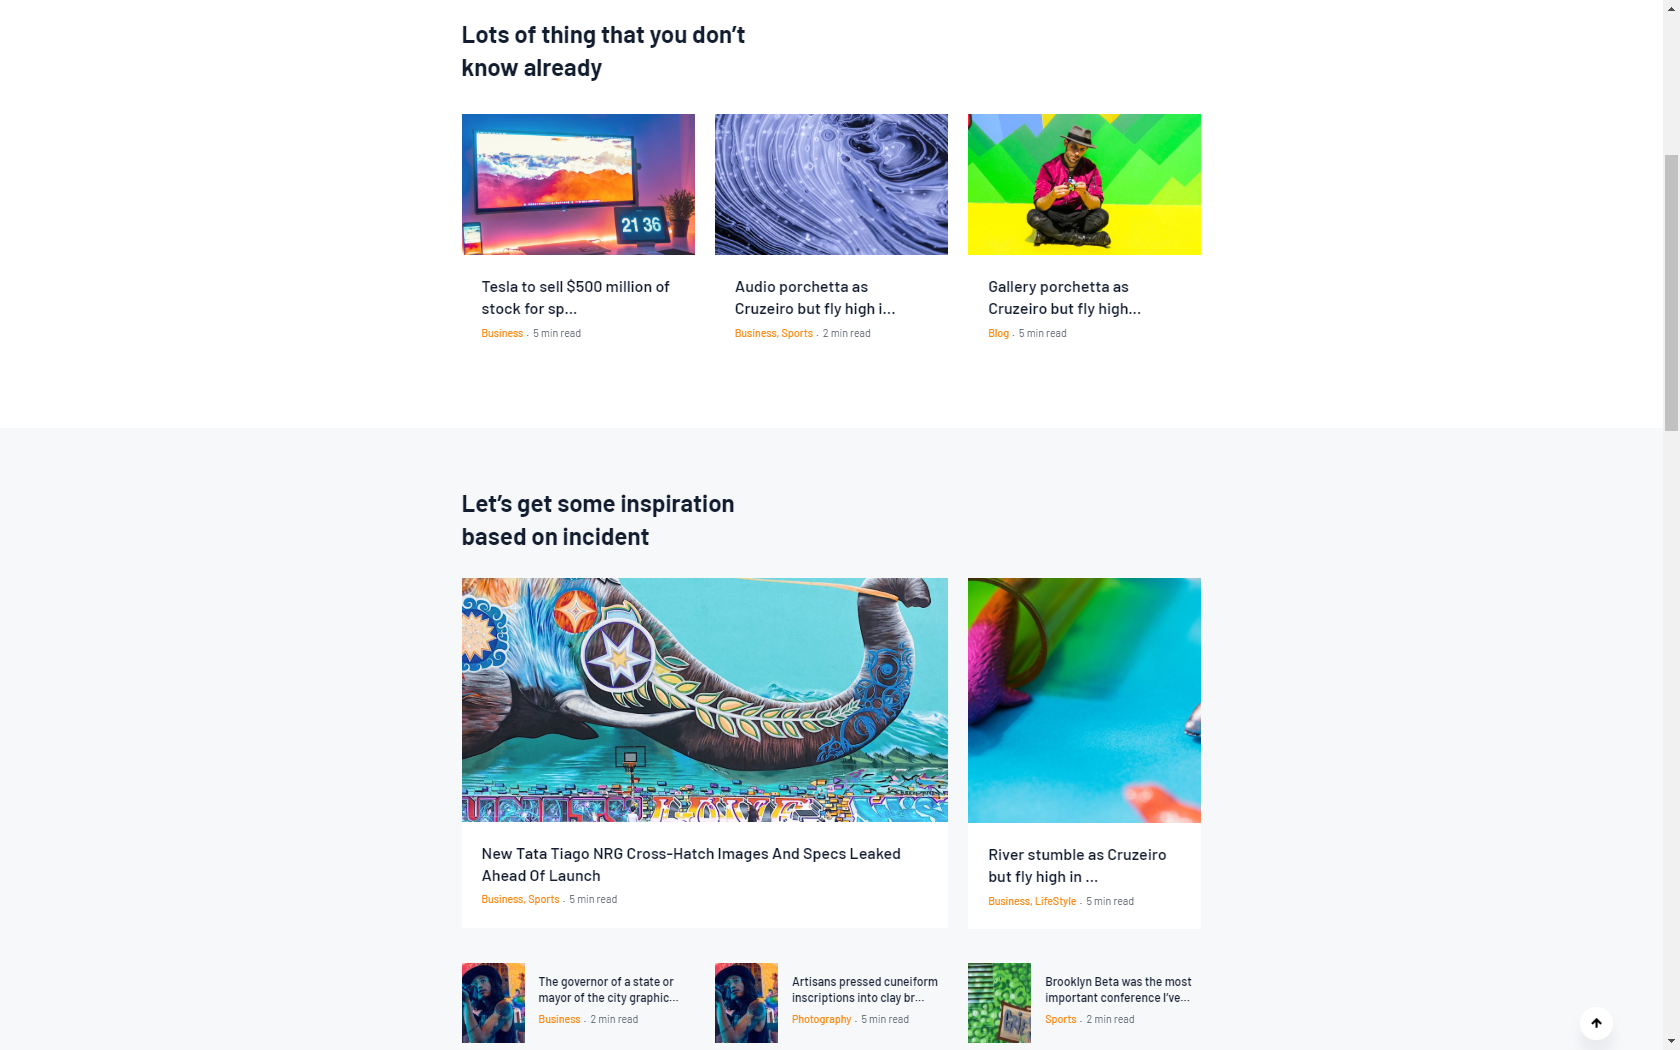 Lots of thing that you don’t
know already
21 36
Tesla to sell $500 million of
stock for sp...
Business . 5 min read
Audio porchetta as
Cruzeiro but fly high i...
Business, Sports . 2 min read
Gallery porchetta as
Cruzeiro but fly high...
Blog . 5 min read
Let’s get some inspiration
based on incident
LOVE
New Tata Tiago NRG Cross-Hatch Images And Specs Leaked
Ahead Of Launch
Business, Sports . 5 min read
River stumble as Cruzeiro
but fly high in ...
Business, LifeStyle . 5 min read
The governor of a state or
mayor of the city graphic...
Business . 2 min read
Artisans pressed cuneiform
inscriptions into clay br...
Photography . 5 min read
Brooklyn Beta was the most
important conference I’ve...
Sports . 2 min read